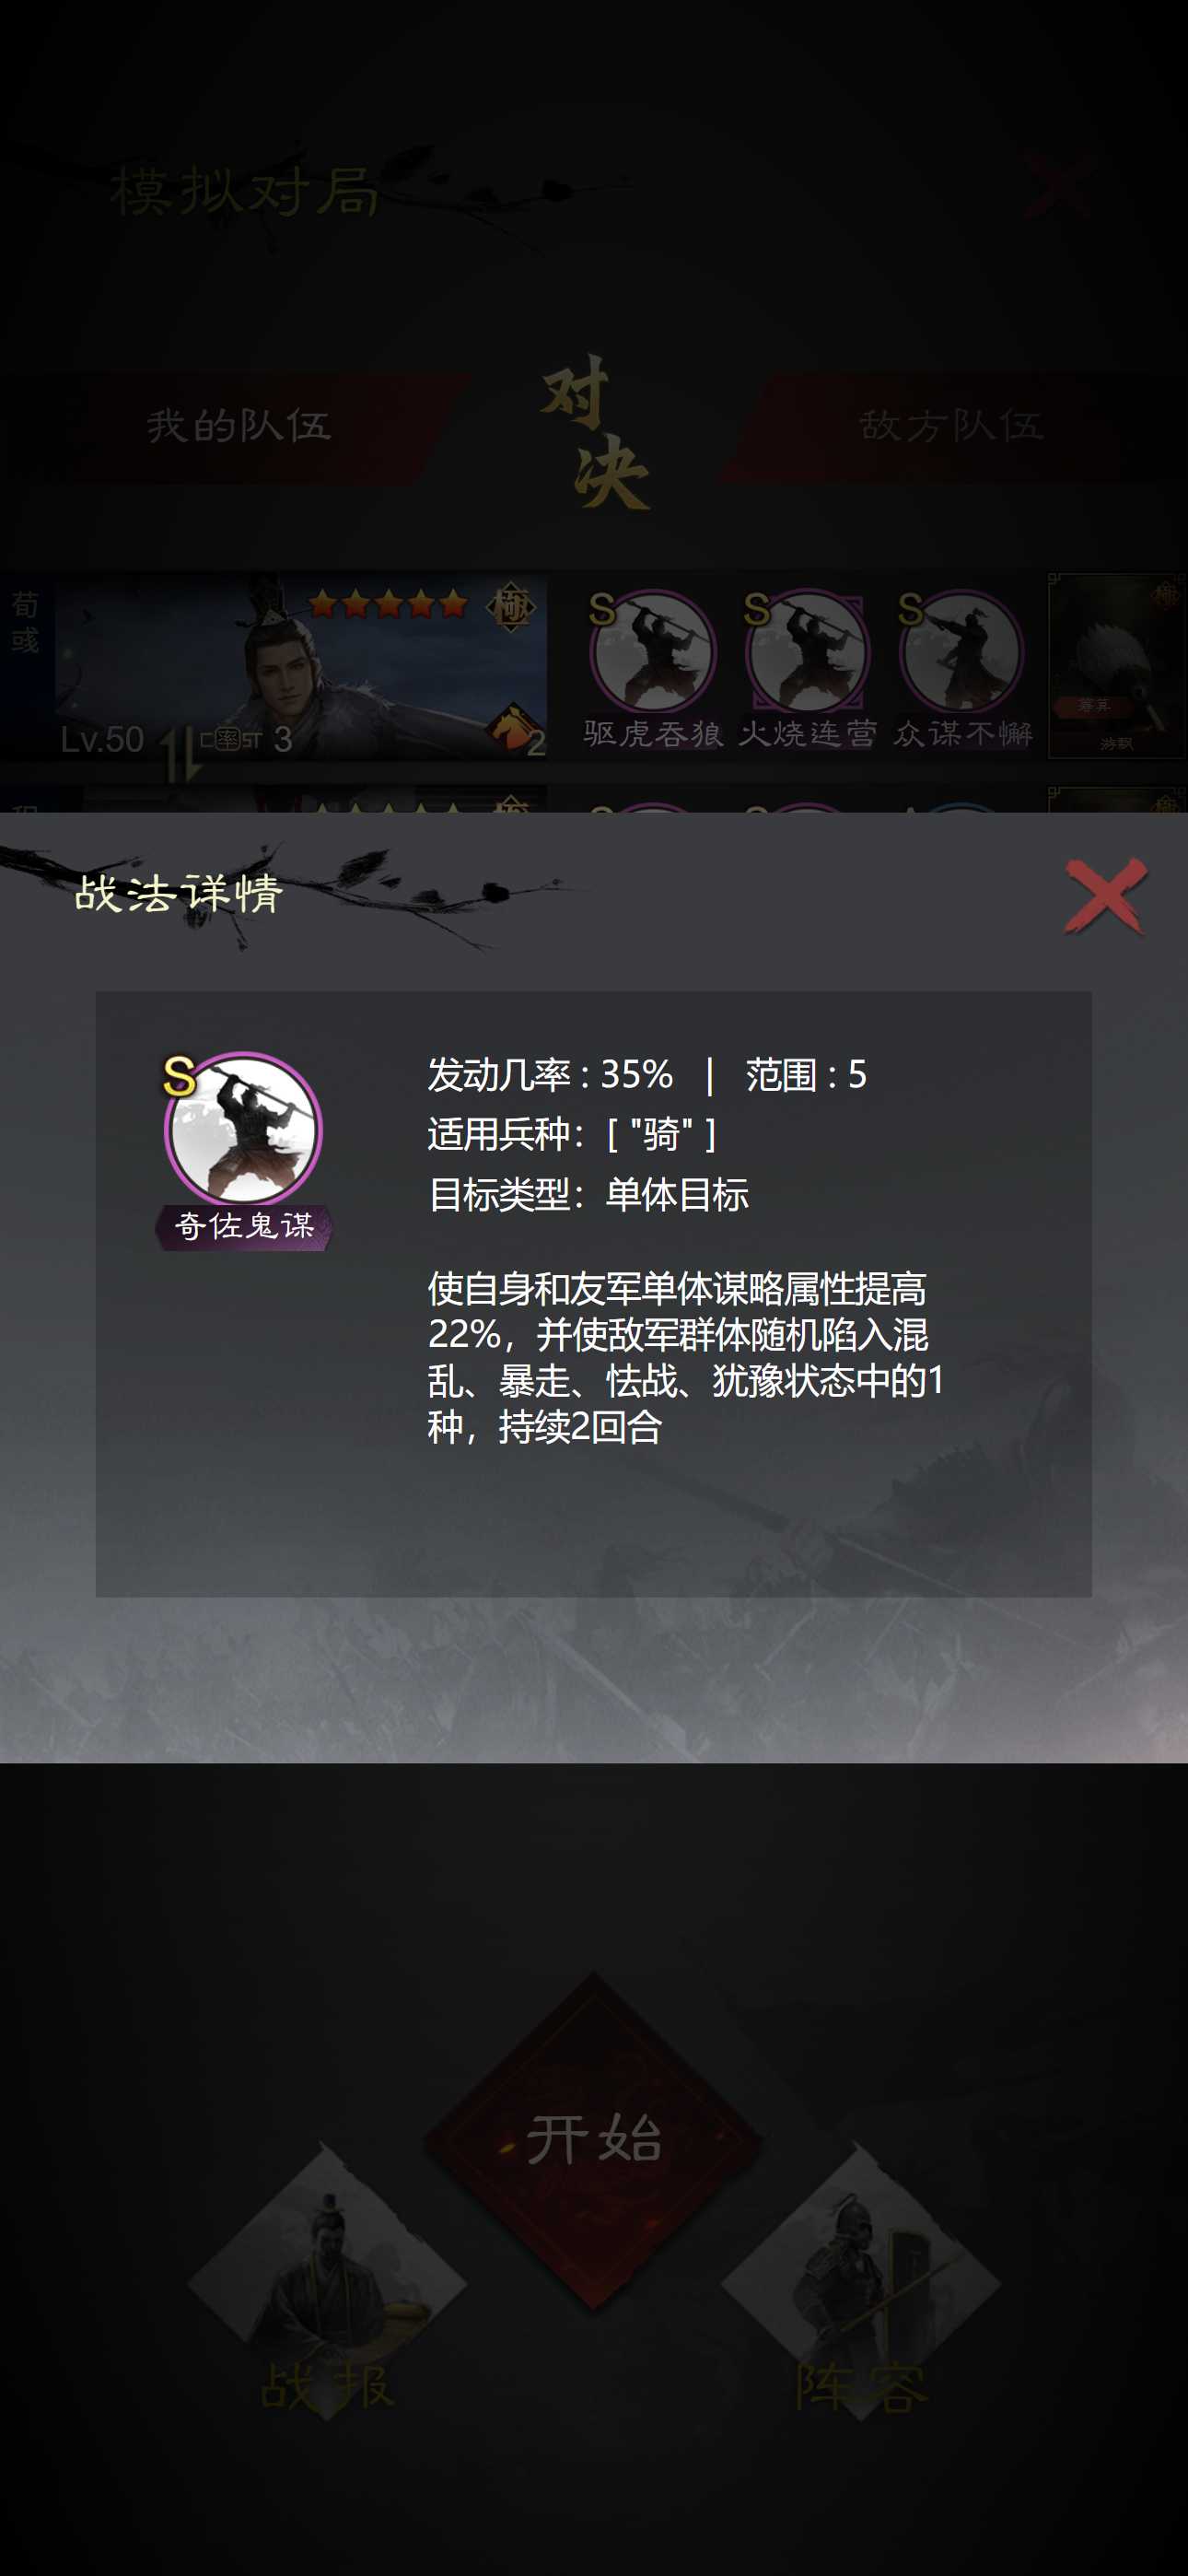 模拟对局
我的队伍
对决
敌方队伍
荀彧
極
Lv.50
3
2
S
驱虎吞狼
S
火烧连营
S
众谋不懈
战法详情
S
奇佐鬼谋
发动几率 : 35% | 范围 : 5
适用兵种：[ "骑" ]
目标类型：单体目标
使自身和友军单体谋略属性提高
22%，并使敌军群体随机陷入混
乱、暴走、怯战、犹豫状态中的1
种，持续2回合
开始
战报
阵容